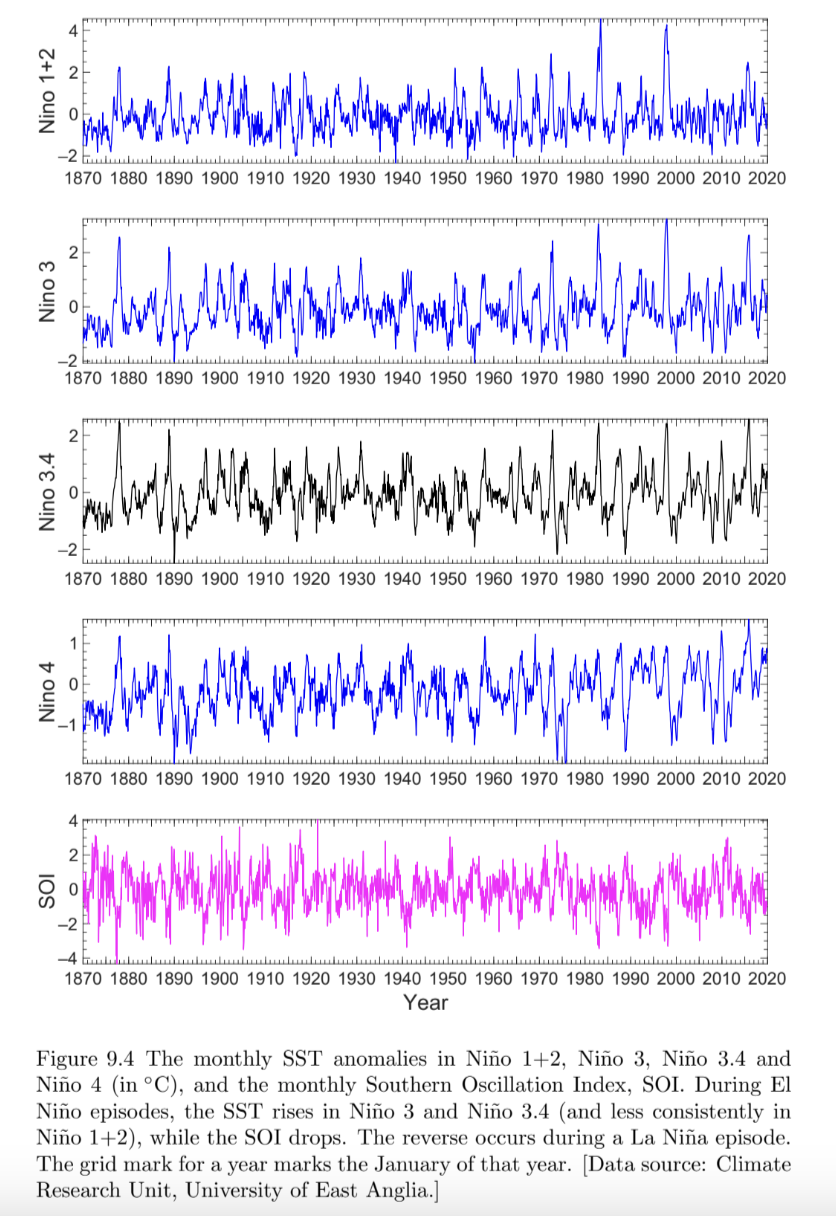 4
2
0
−2
Nino 1+2
1870 1880 1890 1900 1910 1920 1930 1940 1950 1960 1970 1980 1990 2000 2010 2020
2
0
−2
Nino 3
1870 1880 1890 1900 1910 1920 1930 1940 1950 1960 1970 1980 1990 2000 2010 2020
2
0
−2
Nino 3.4
1870 1880 1890 1900 1910 1920 1930 1940 1950 1960 1970 1980 1990 2000 2010 2020
1
0
−1
Nino 4
1870 1880 1890 1900 1910 1920 1930 1940 1950 1960 1970 1980 1990 2000 2010 2020
4
2
0
−2
−4
SOI
1870 1880 1890 1900 1910 1920 1930 1940 1950 1960 1970 1980 1990 2000 2010 2020
Year
Figure 9.4 The monthly SST anomalies in Niño 1+2, Niño 3, Niño 3.4 and
Niño 4 (in °C), and the monthly Southern Oscillation Index, SOI. During El
Niño episodes, the SST rises in Niño 3 and Niño 3.4 (and less consistently in
Niño 1+2), while the SOI drops. The reverse occurs during a La Niña episode.
The grid mark for a year marks the January of that year. [Data source: Climate
Research Unit, University of East Anglia.]